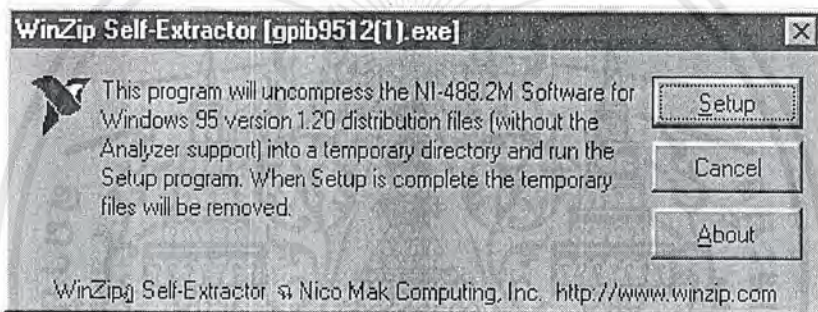 WinZip Self-Extractor [gpib9512(1).exe]
This program will uncompress the NI-488.2M Software for
Windows 95 version 1.20 distribution files (without the
Analyzer support) into a temporary directory and run the
Setup program. When Setup is complete the temporary
files will be removed.
Setup
Cancel
About
WinZip Self-Extractor Nico Mak Computing, Inc. http://www.winzip.com